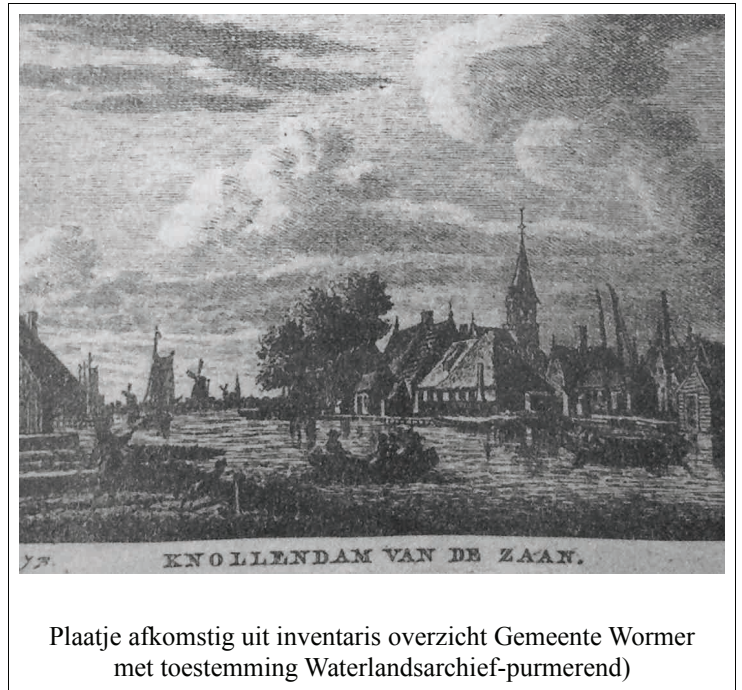 KNOLLENDAM VAN DE ZAAN.
Plaatje afkomstig uit inventaris overzicht Gemeente Wormer
met toestemming Waterlandsarchief-purmerend)